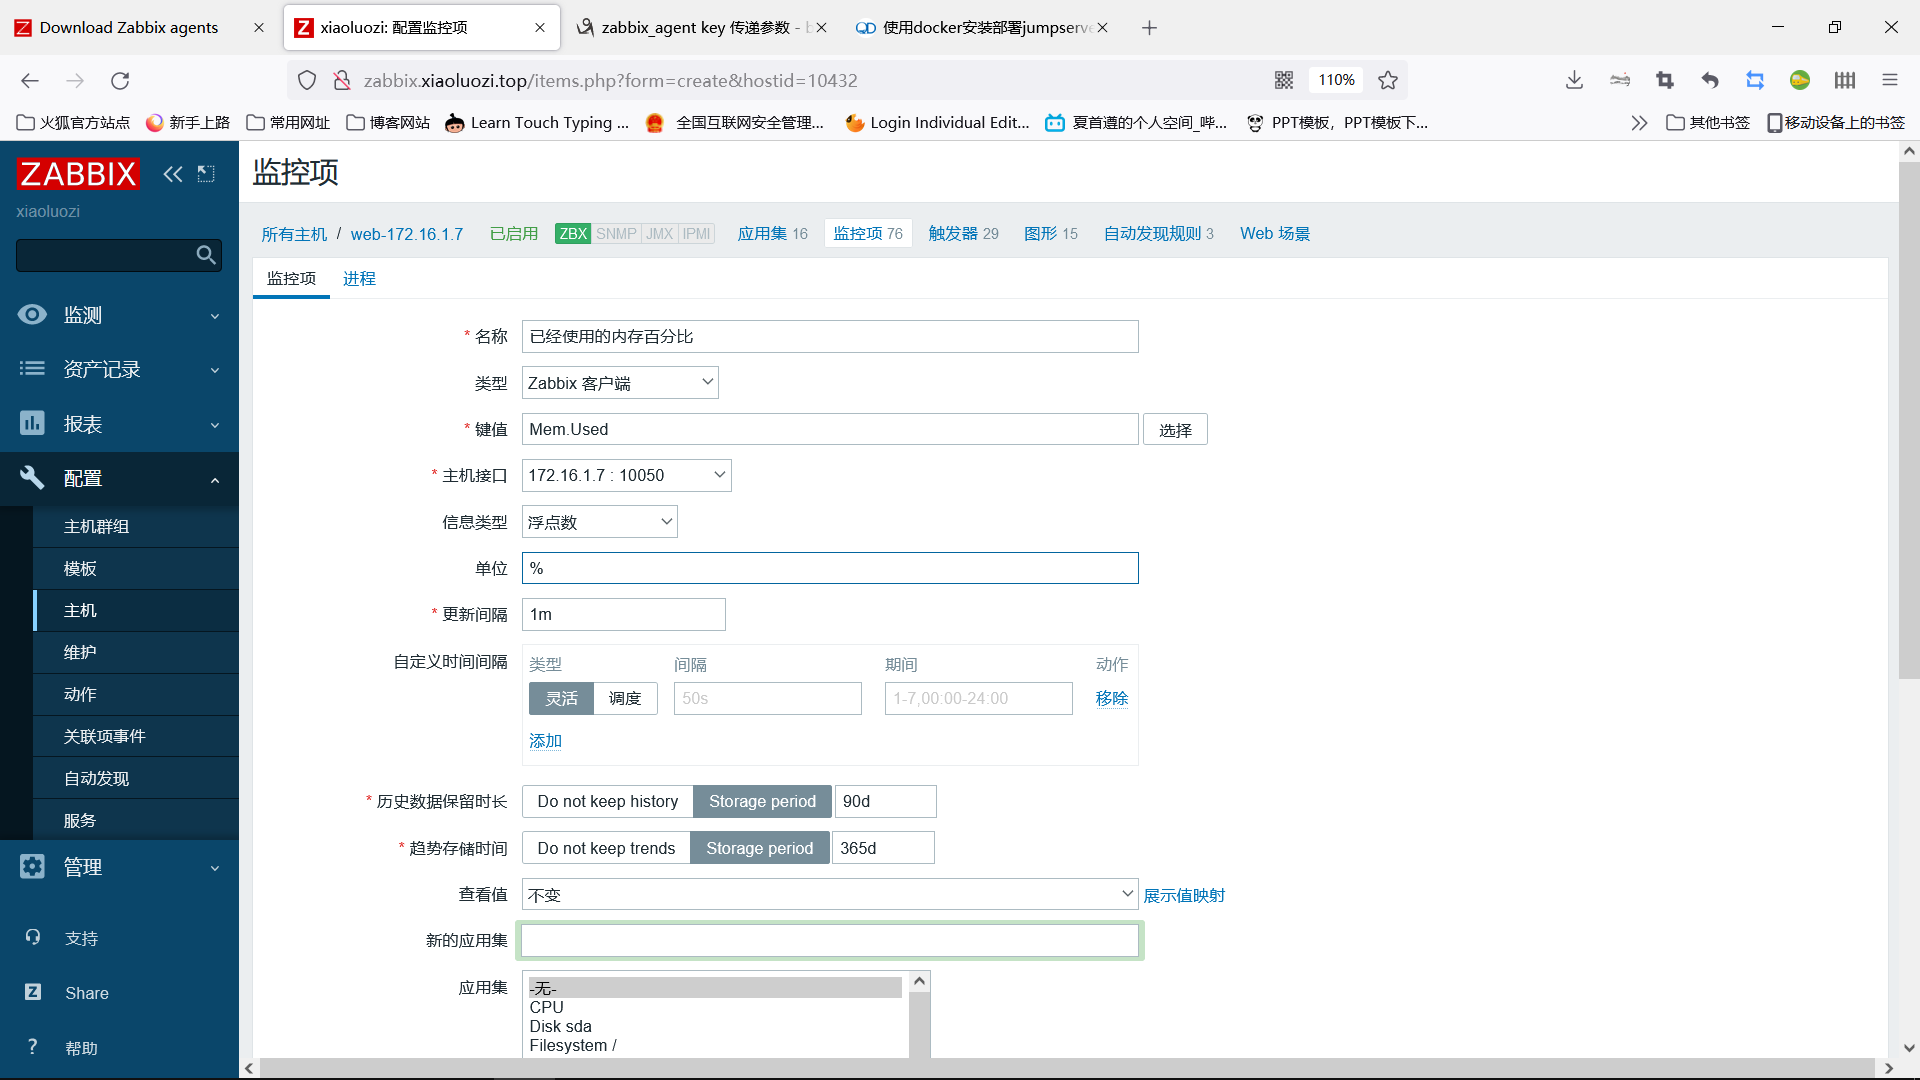 Download Zabbix agents
xiaoluozi: 配置监控项
zabbix_agent key 传递参数 -
使用docker安装部署jumpserve
zabbix.xiaoluozi.top/items.php?form=create&hostid=10432
110%
火狐官方站点
新手上路
常用网址
博客网站
Learn Touch Typing ...
全国互联网安全管理...
Login Individual Edit...
夏首遵的个人空间_哔...
PPT模板，PPT模板下...
其他书签
移动设备上的书签
ZABBIX
xiaoluozi
监测
资产记录
报表
配置
主机群组
模板
主机
维护
动作
关联项事件
自动发现
服务
管理
支持
Share
帮助
监控项
所有主机 / web-172.16.1.7 已启用 ZBX SNMP JMX IPMI 应用集 16 监控项 76 触发器 29 图形 15 自动发现规则 3 Web 场景
监控项 进程
* 名称 已经使用的内存百分比
类型 Zabbix 客户端
* 键值 Mem.Used 选择
* 主机接口 172.16.1.7 : 10050
信息类型 浮点数
单位 %
* 更新间隔 1m
自定义时间间隔 类型 间隔 期间 动作
灵活 调度 50s 1-7,00:00-24:00 移除
添加
* 历史数据保留时长 Do not keep history Storage period 90d
* 趋势存储时间 Do not keep trends Storage period 365d
查看值 不变 展示值映射
新的应用集
应用集 -无-
CPU
Disk sda
Filesystem /